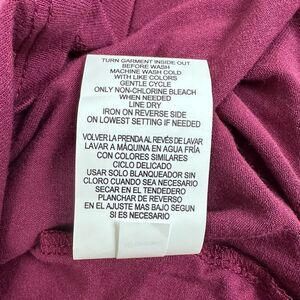 TURN GARMENT INSIDE OUT
BEFORE WASH
MACHINE WASH COLD
WITH LIKE COLORS
GENTLE CYCLE
ONLY NON-CHLORINE BLEACH
WHEN NEEDED
LINE DRY
IRON ON REVERSE SIDE
ON LOWEST SETTING IF NEEDED
VOLVER LA PRENDA AL REVÉS DE LAVAR
LAVAR A MÁQUINA EN AGUA FRÍA
CON COLORES SIMILARES
CICLO DELICADO
USAR SOLO BLANQUEADOR SIN
CLORO CUANDO SEA NECESARIO
SECAR EN EL TENDEDERO
PLANCHAR DE REVERSO
EN EL AJUSTE MAS BAJO SEGUN
SI ES NECESARIO